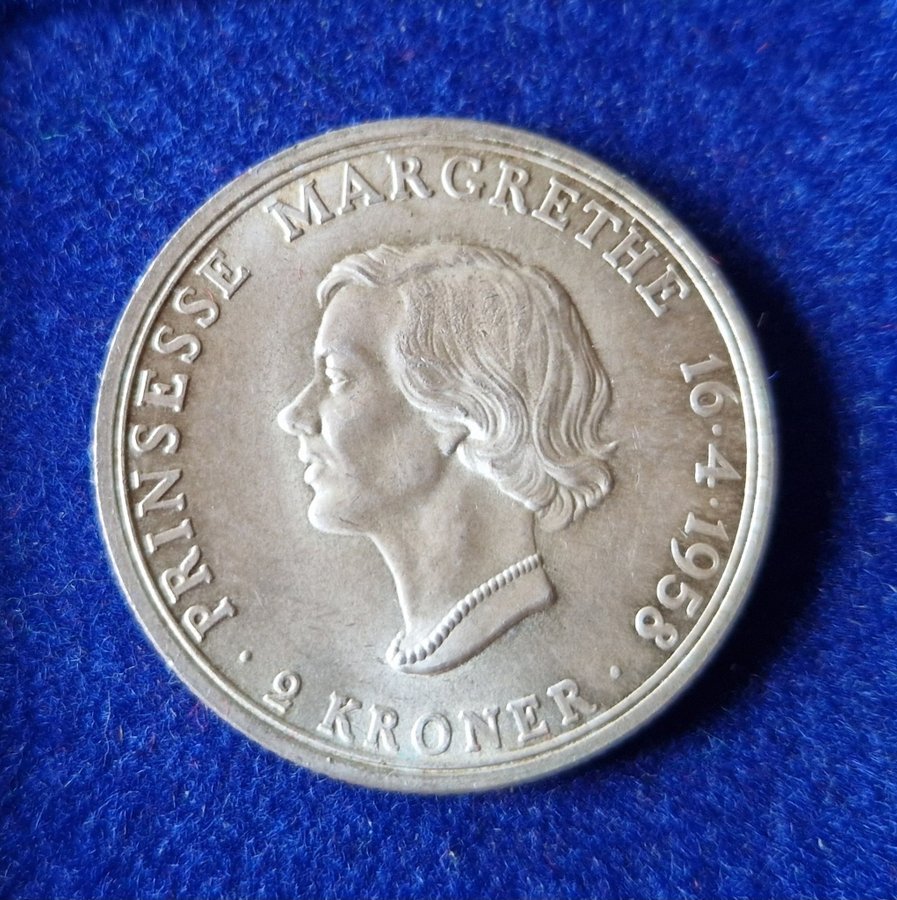 PRINSESSE MARGRETHE 16·4·1958
· 2 KRONER ·